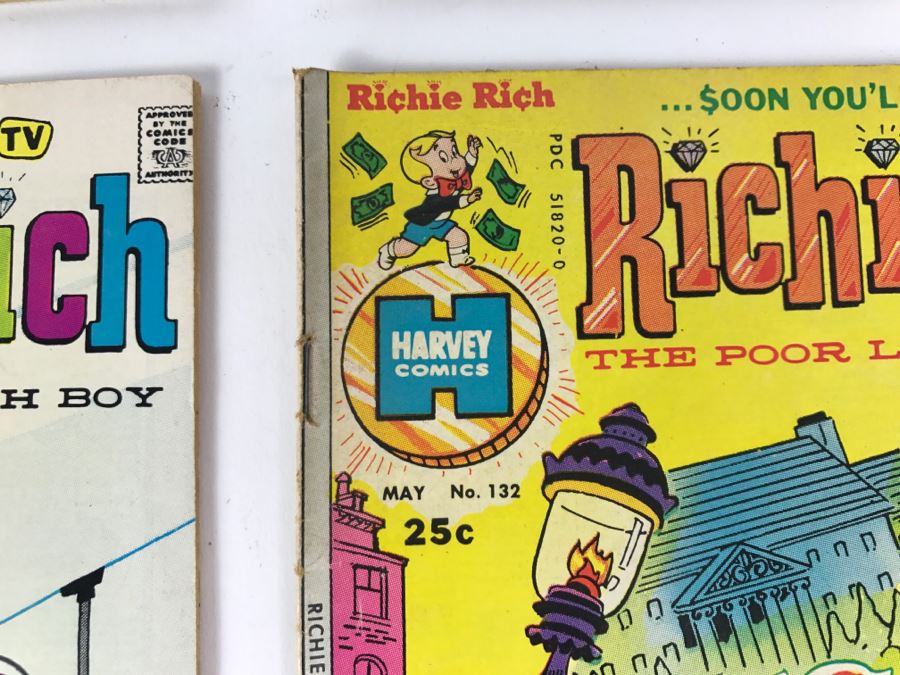 TV
APPROVED
BY THE
COMICS
CODE
AUTHORITY
ich
H BOY
Richie Rich
...$OON YOU'L
PDC 51820-0
Richi
THE POOR L
H
HARVEY
COMICS
MAY No. 132
25c
RICHIE